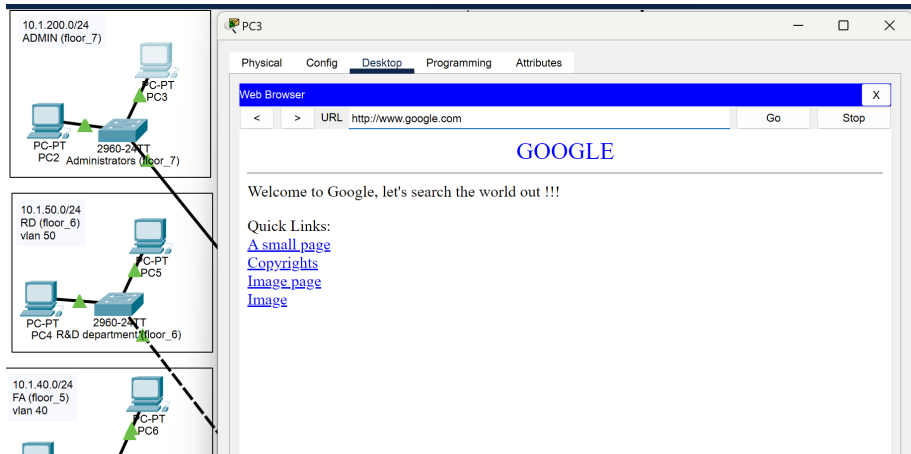 10.1.200.0/24
ADMIN (floor_7)
PC-PT
PC3
PC-PT
PC2
2960-24TT
Administrators (floor_7)
10.1.50.0/24
RD (floor_6)
vlan 50
PC-PT
PC5
PC-PT
PC4
2960-24TT
R&D department (floor_6)
10.1.40.0/24
FA (floor_5)
vlan 40
PC-PT
PC6
PC3
Physical Config Desktop Programming Attributes
Web Browser X
< > URL http://www.google.com Go Stop
GOOGLE
Welcome to Google, let's search the world out !!!
Quick Links:
A small page
Copyrights
Image page
Image